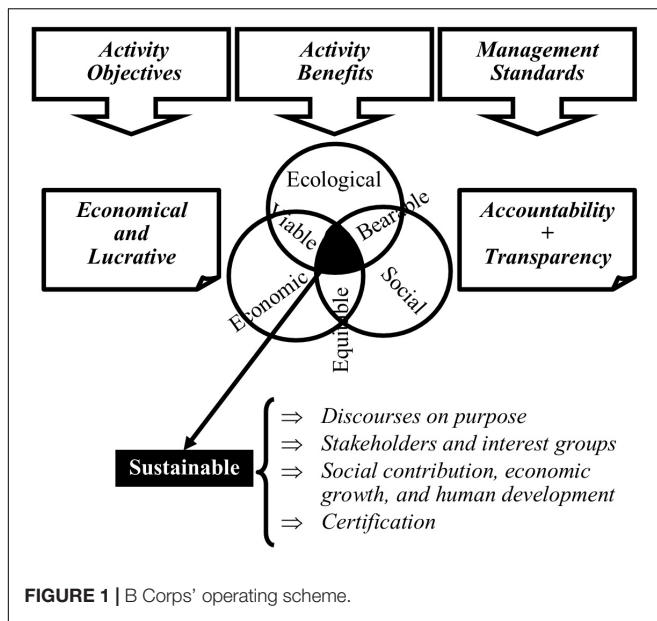 Activity
Objectives
Activity
Benefits
Management
Standards
Economical
and
Lucrative
Ecological
Viable
Bearable
Economic
Social
Equitable
Accountability
+
Transparency
Sustainable
⇒ Discourses on purpose
⇒ Stakeholders and interest groups
⇒ Social contribution, economic
growth, and human development
⇒ Certification
FIGURE 1 | B Corps' operating scheme.